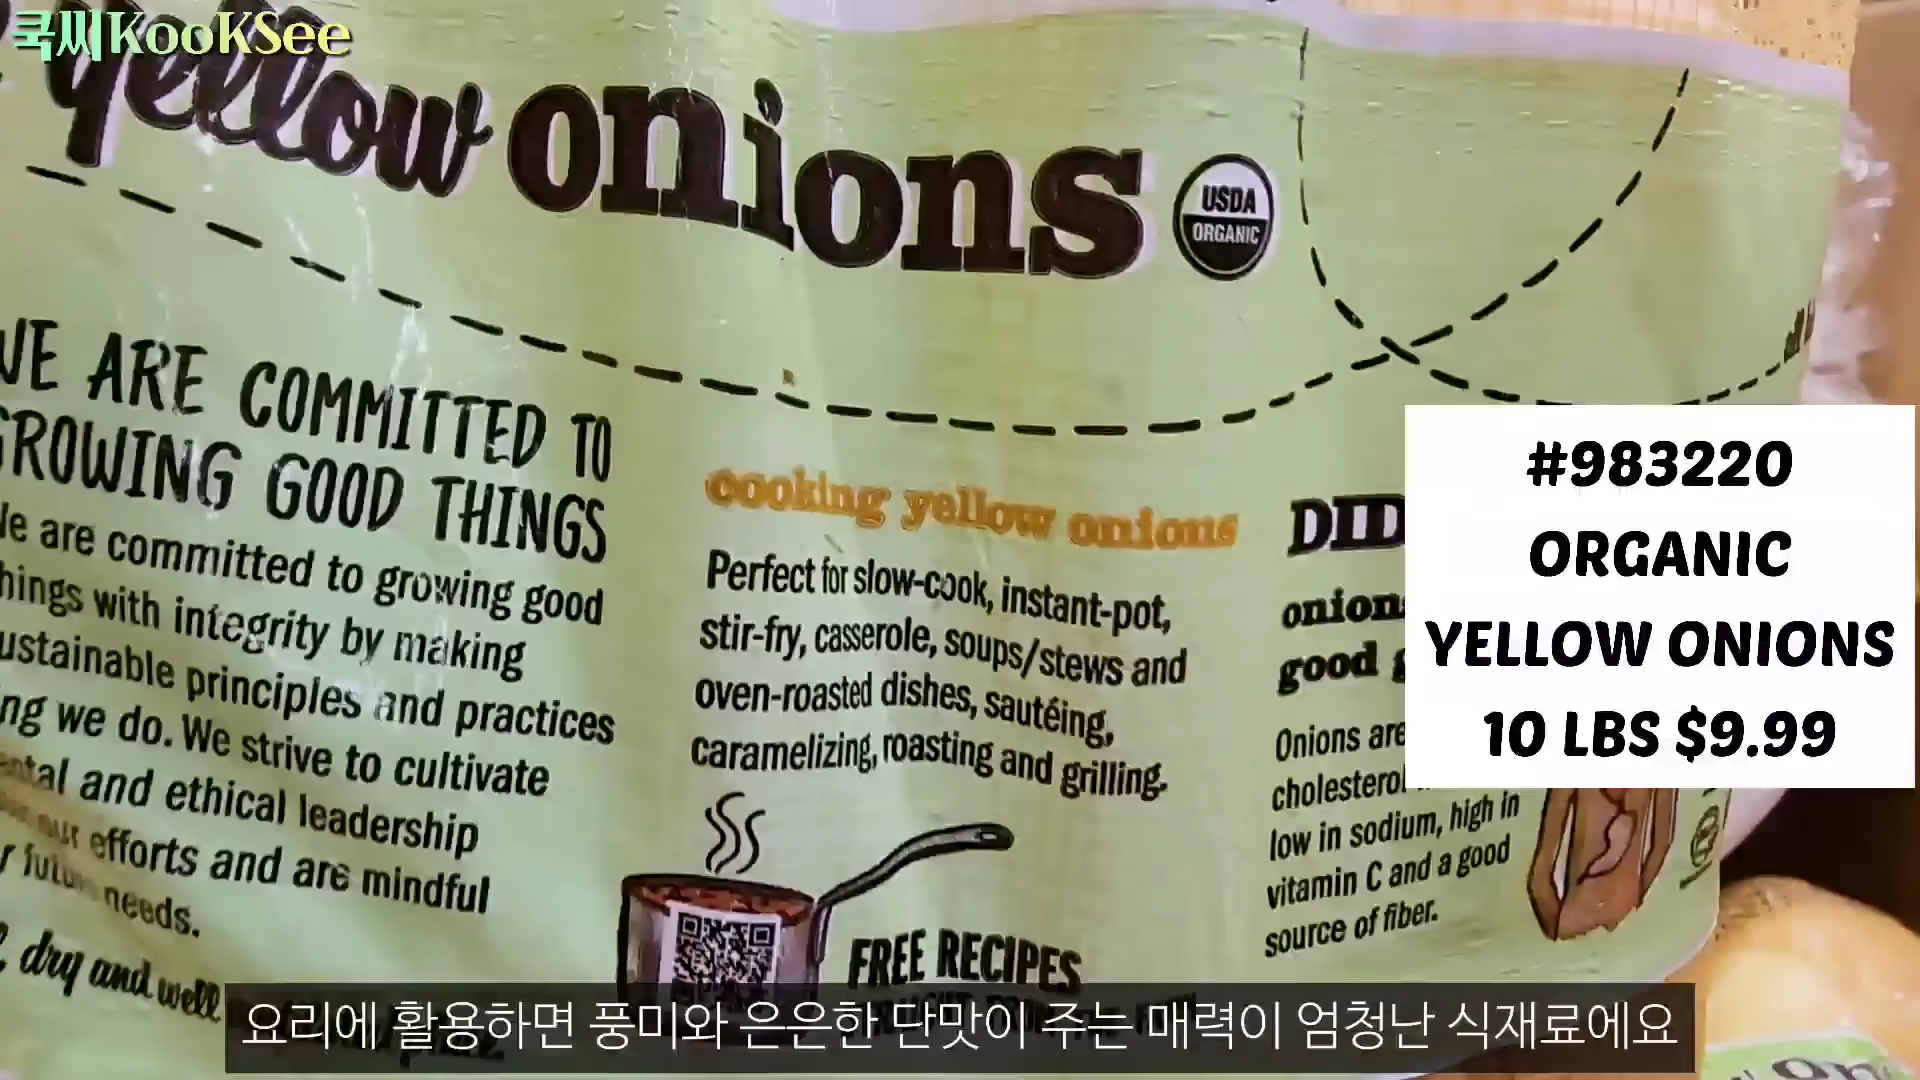 쿡씨KooKSee
yellow onions
USDA
ORGANIC
WE ARE COMMITTED TO
GROWING GOOD THINGS
We are committed to growing good
things with integrity by making
sustainable principles and practices
we do. We strive to cultivate
and ethical leadership
our efforts and are mindful
future needs.
dry and well
cooking yellow onions
Perfect for slow-cook, instant-pot,
stir-fry, casserole, soups/stews and
oven-roasted dishes, sautéing,
caramelizing, roasting and grilling.
FREE RECIPES
DID
onions
good
Onions are
cholesterol
low in sodium, high in
vitamin C and a good
source of fiber.
#983220
ORGANIC
YELLOW ONIONS
10 LBS $9.99
요리에 활용하면 풍미와 은은한 단맛이 주는 매력이 엄청난 식재료에요